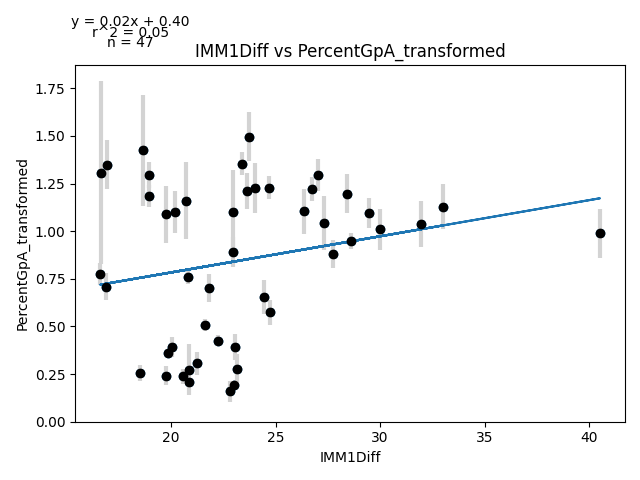 y = 0.02x + 0.40
r^2 = 0.05
n = 47
IMM1Diff vs PercentGpA_transformed
PercentGpA_transformed
1.75
1.50
1.25
1.00
0.75
0.50
0.25
0.00
20
25
30
35
40
IMM1Diff